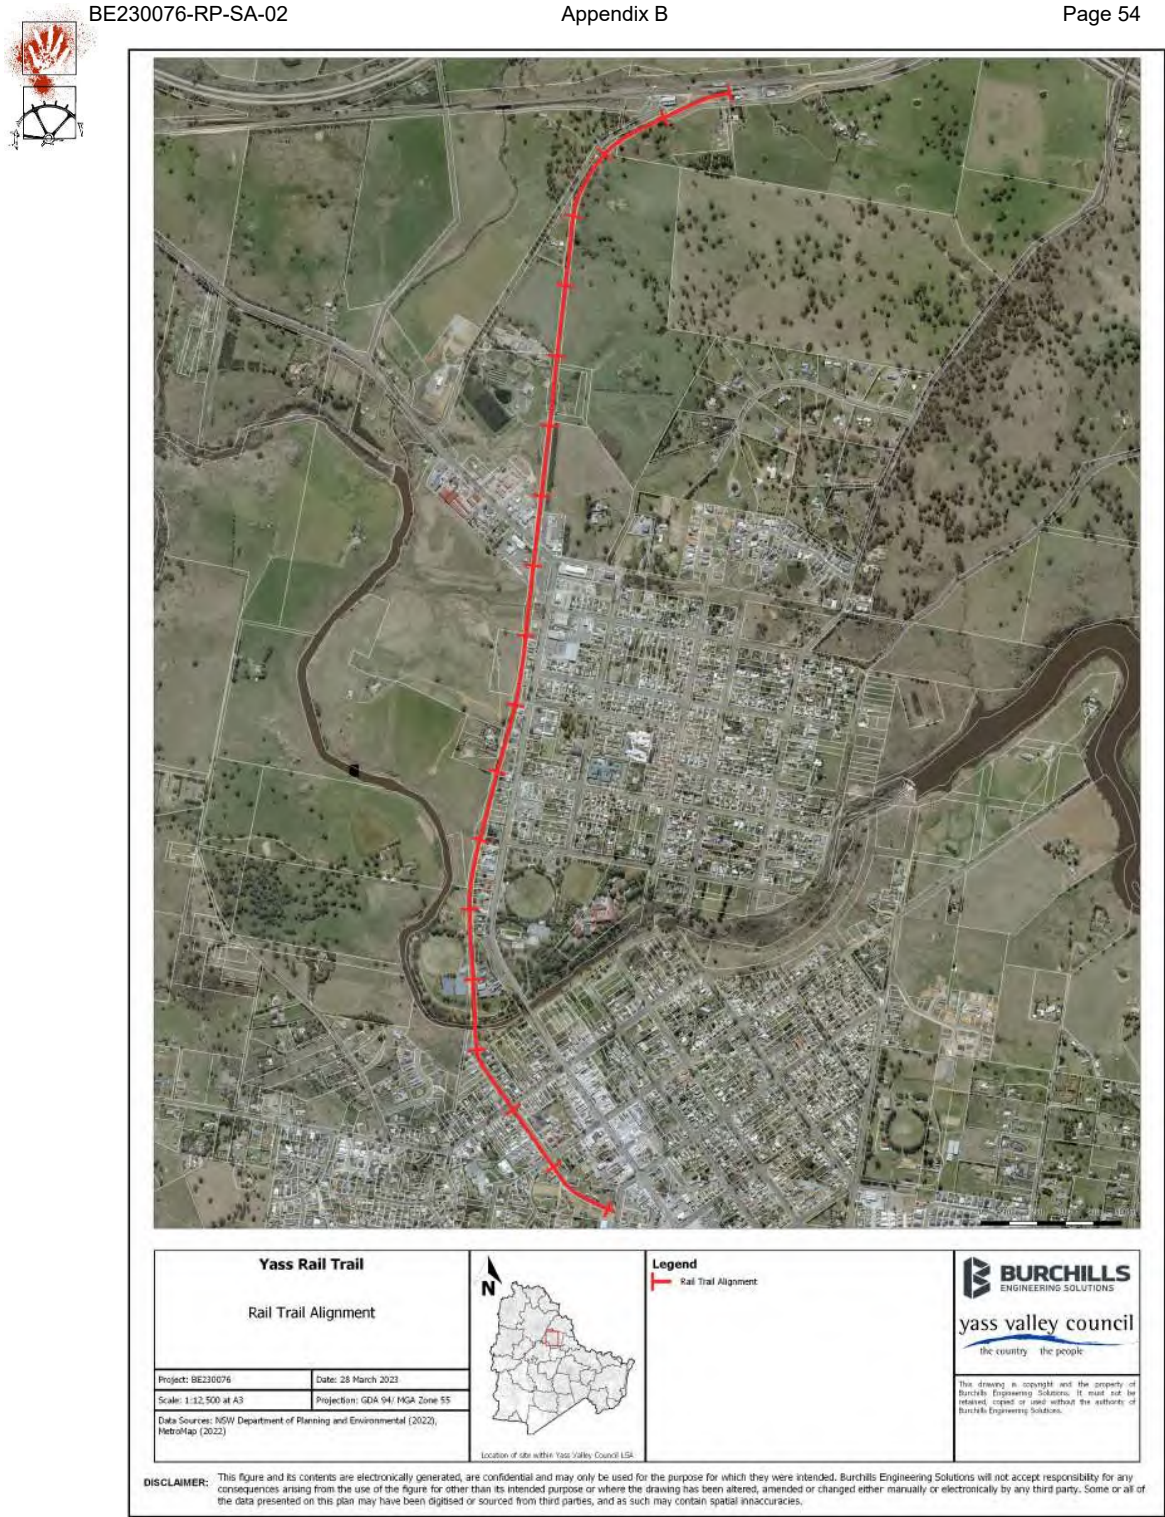 BE230076-RP-SA-02
Appendix B
Page 54
Yass Rail Trail
Rail Trail Alignment
Project: BE230076
Date: 28 March 2023
Scale: 1:12,500 at A3
Projection: GDA 94/ MGA Zone 55
Data Sources: NSW Department of Planning and Environmental (2022),
MetroMap (2022)
N
Location of site within Yass Valley Council LGA
Legend
Rail Trail Alignment
BURCHILLS
ENGINEERING SOLUTIONS
yass valley council
the country the people
This drawing is copyright and the property of
Burchills Engineering Solutions. It must not be
retained, copied or used without the authority of
Burchills Engineering Solutions.
DISCLAIMER:
This figure and its contents are electronically generated, are confidential and may only be used for the purpose for which they were intended. Burchills Engineering Solutions will not accept responsibility for any
consequences arising from the use of the figure for other than its intended purpose or where the drawing has been altered, amended or changed either manually or electronically by any third party. Some or all of
the data presented on this plan may have been digitised or sourced from third parties, and as such may contain spatial innaccuracies.